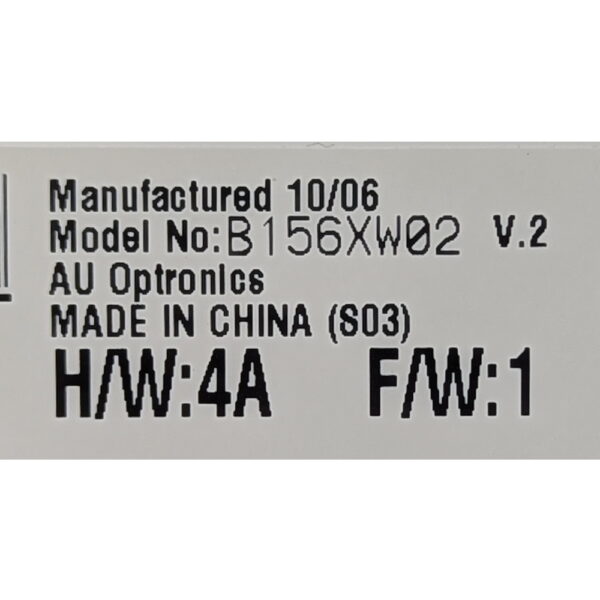 Manufactured 10/06
Model No:B156XW02 V.2
AU Optronics
MADE IN CHINA (S03)
H/W:4A F/W:1